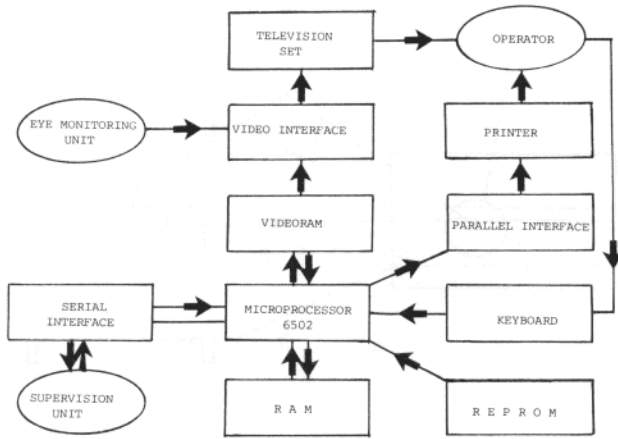 TELEVISION
SET
OPERATOR
EYE MONITORING
UNIT
VIDEO INTERFACE
PRINTER
VIDEORAM
PARALLEL INTERFACE
SERIAL
INTERFACE
MICROPROCESSOR
6502
KEYBOARD
SUPERVISION
UNIT
R A M
R E P R O M